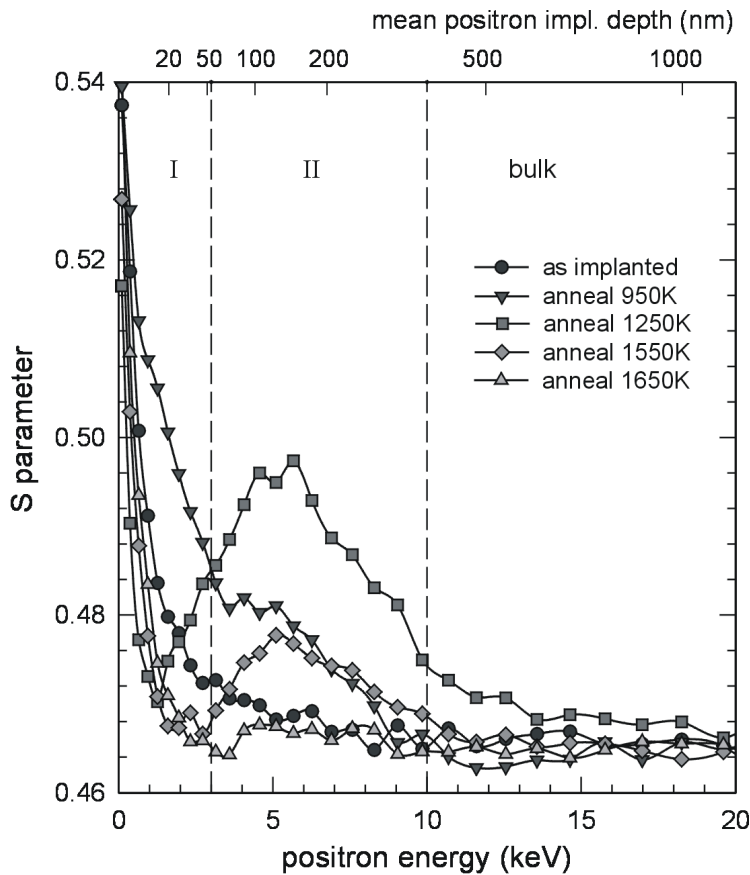 mean positron impl. depth (nm)
20 50 100 200 500 1000
0.54
I II bulk
0.52
as implanted
anneal 950K
anneal 1250K
anneal 1550K
anneal 1650K
0.50
S parameter
0.48
0.46
0 5 10 15 20
positron energy (keV)